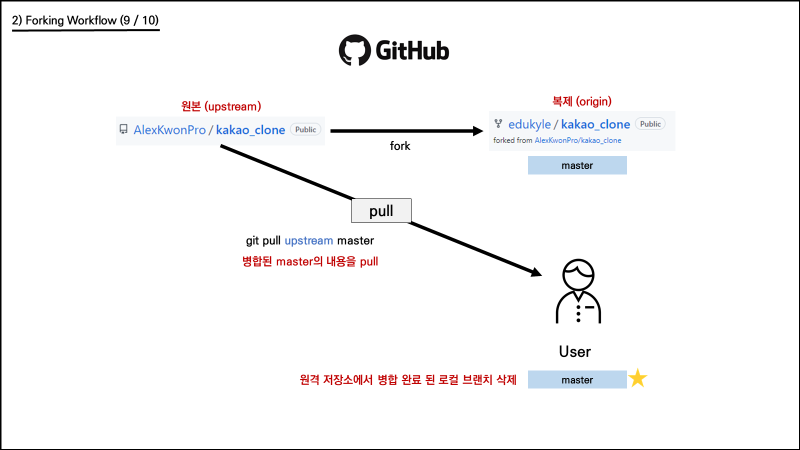 2) Forking Workflow (9 / 10)
GitHub
원본 (upstream)
AlexKwonPro / kakao_clone Public
fork
복제 (origin)
edukyle / kakao_clone Public
forked from AlexKwonPro/kakao_clone
master
pull
git pull upstream master
병합된 master의 내용을 pull
User
원격 저장소에서 병합 완료 된 로컬 브랜치 삭제
master